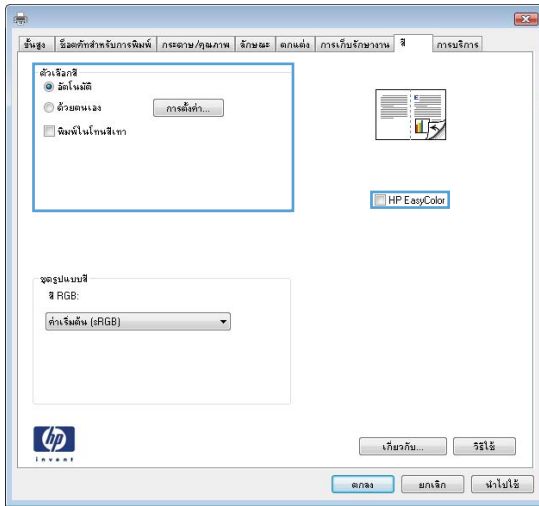 ขั้นสูง ช็อตคัทสำหรับการพิมพ์ กระดาษ/คุณภาพ ลักษณะ ตกแต่ง การเก็บรักษางาน สี การบริการ
ตัวเลือกสี
อัตโนมัติ
ด้วยตนเอง การตั้งค่า...
พิมพ์ในโทนสีเทา
HP EasyColor
ชุดรูปแบบสี
สี RGB:
ค่าเริ่มต้น (sRGB)
hp
invent
เกี่ยวกับ... วิธีใช้
ตกลง ยกเลิก นำไปใช้